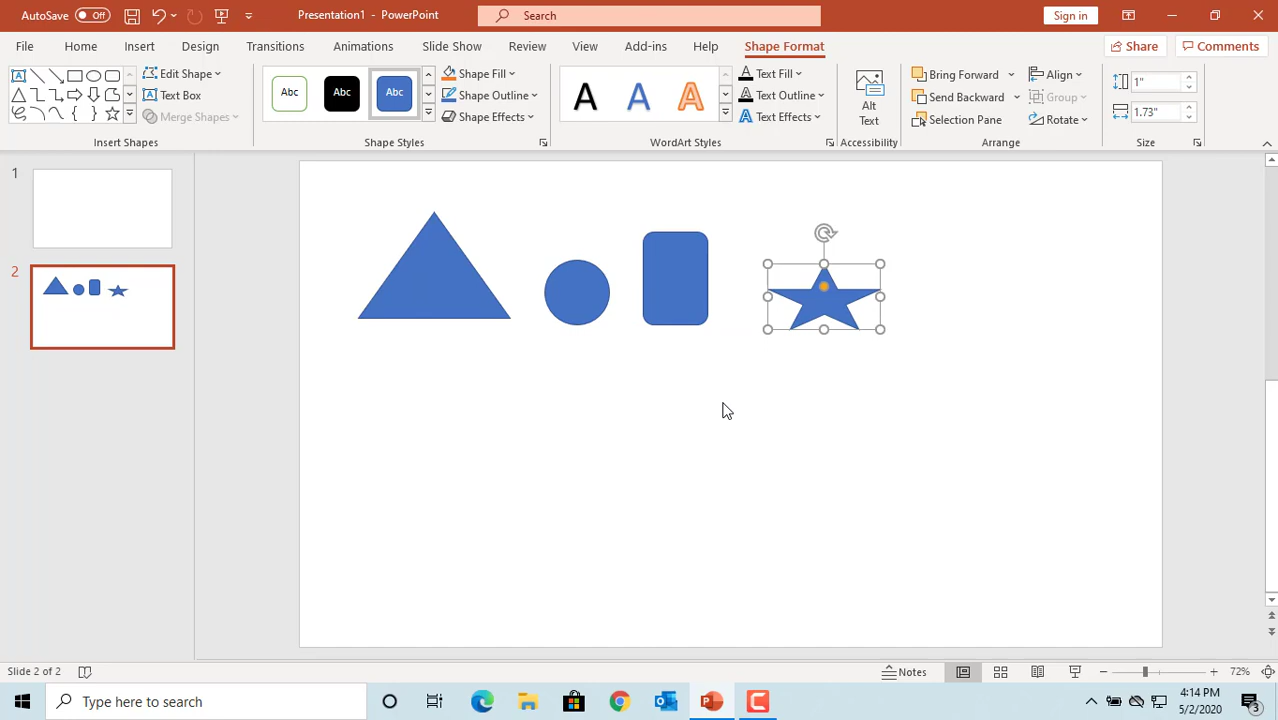 AutoSave Off Presentation1 - PowerPoint Search Sign in
File Home Insert Design Transitions Animations Slide Show Review View Add-ins Help Shape Format Share Comments
Edit Shape Abc Abc Abc Shape Fill A A A Text Fill Alt Text Bring Forward Align 1"
Text Box Shape Outline Text Outline Send Backward Group 1.73"
Merge Shapes Shape Effects Text Effects Selection Pane Rotate
Insert Shapes Shape Styles WordArt Styles Accessibility Arrange Size
1
2
Slide 2 of 2 Notes 72%
Type here to search 4:14 PM
5/2/2020 3